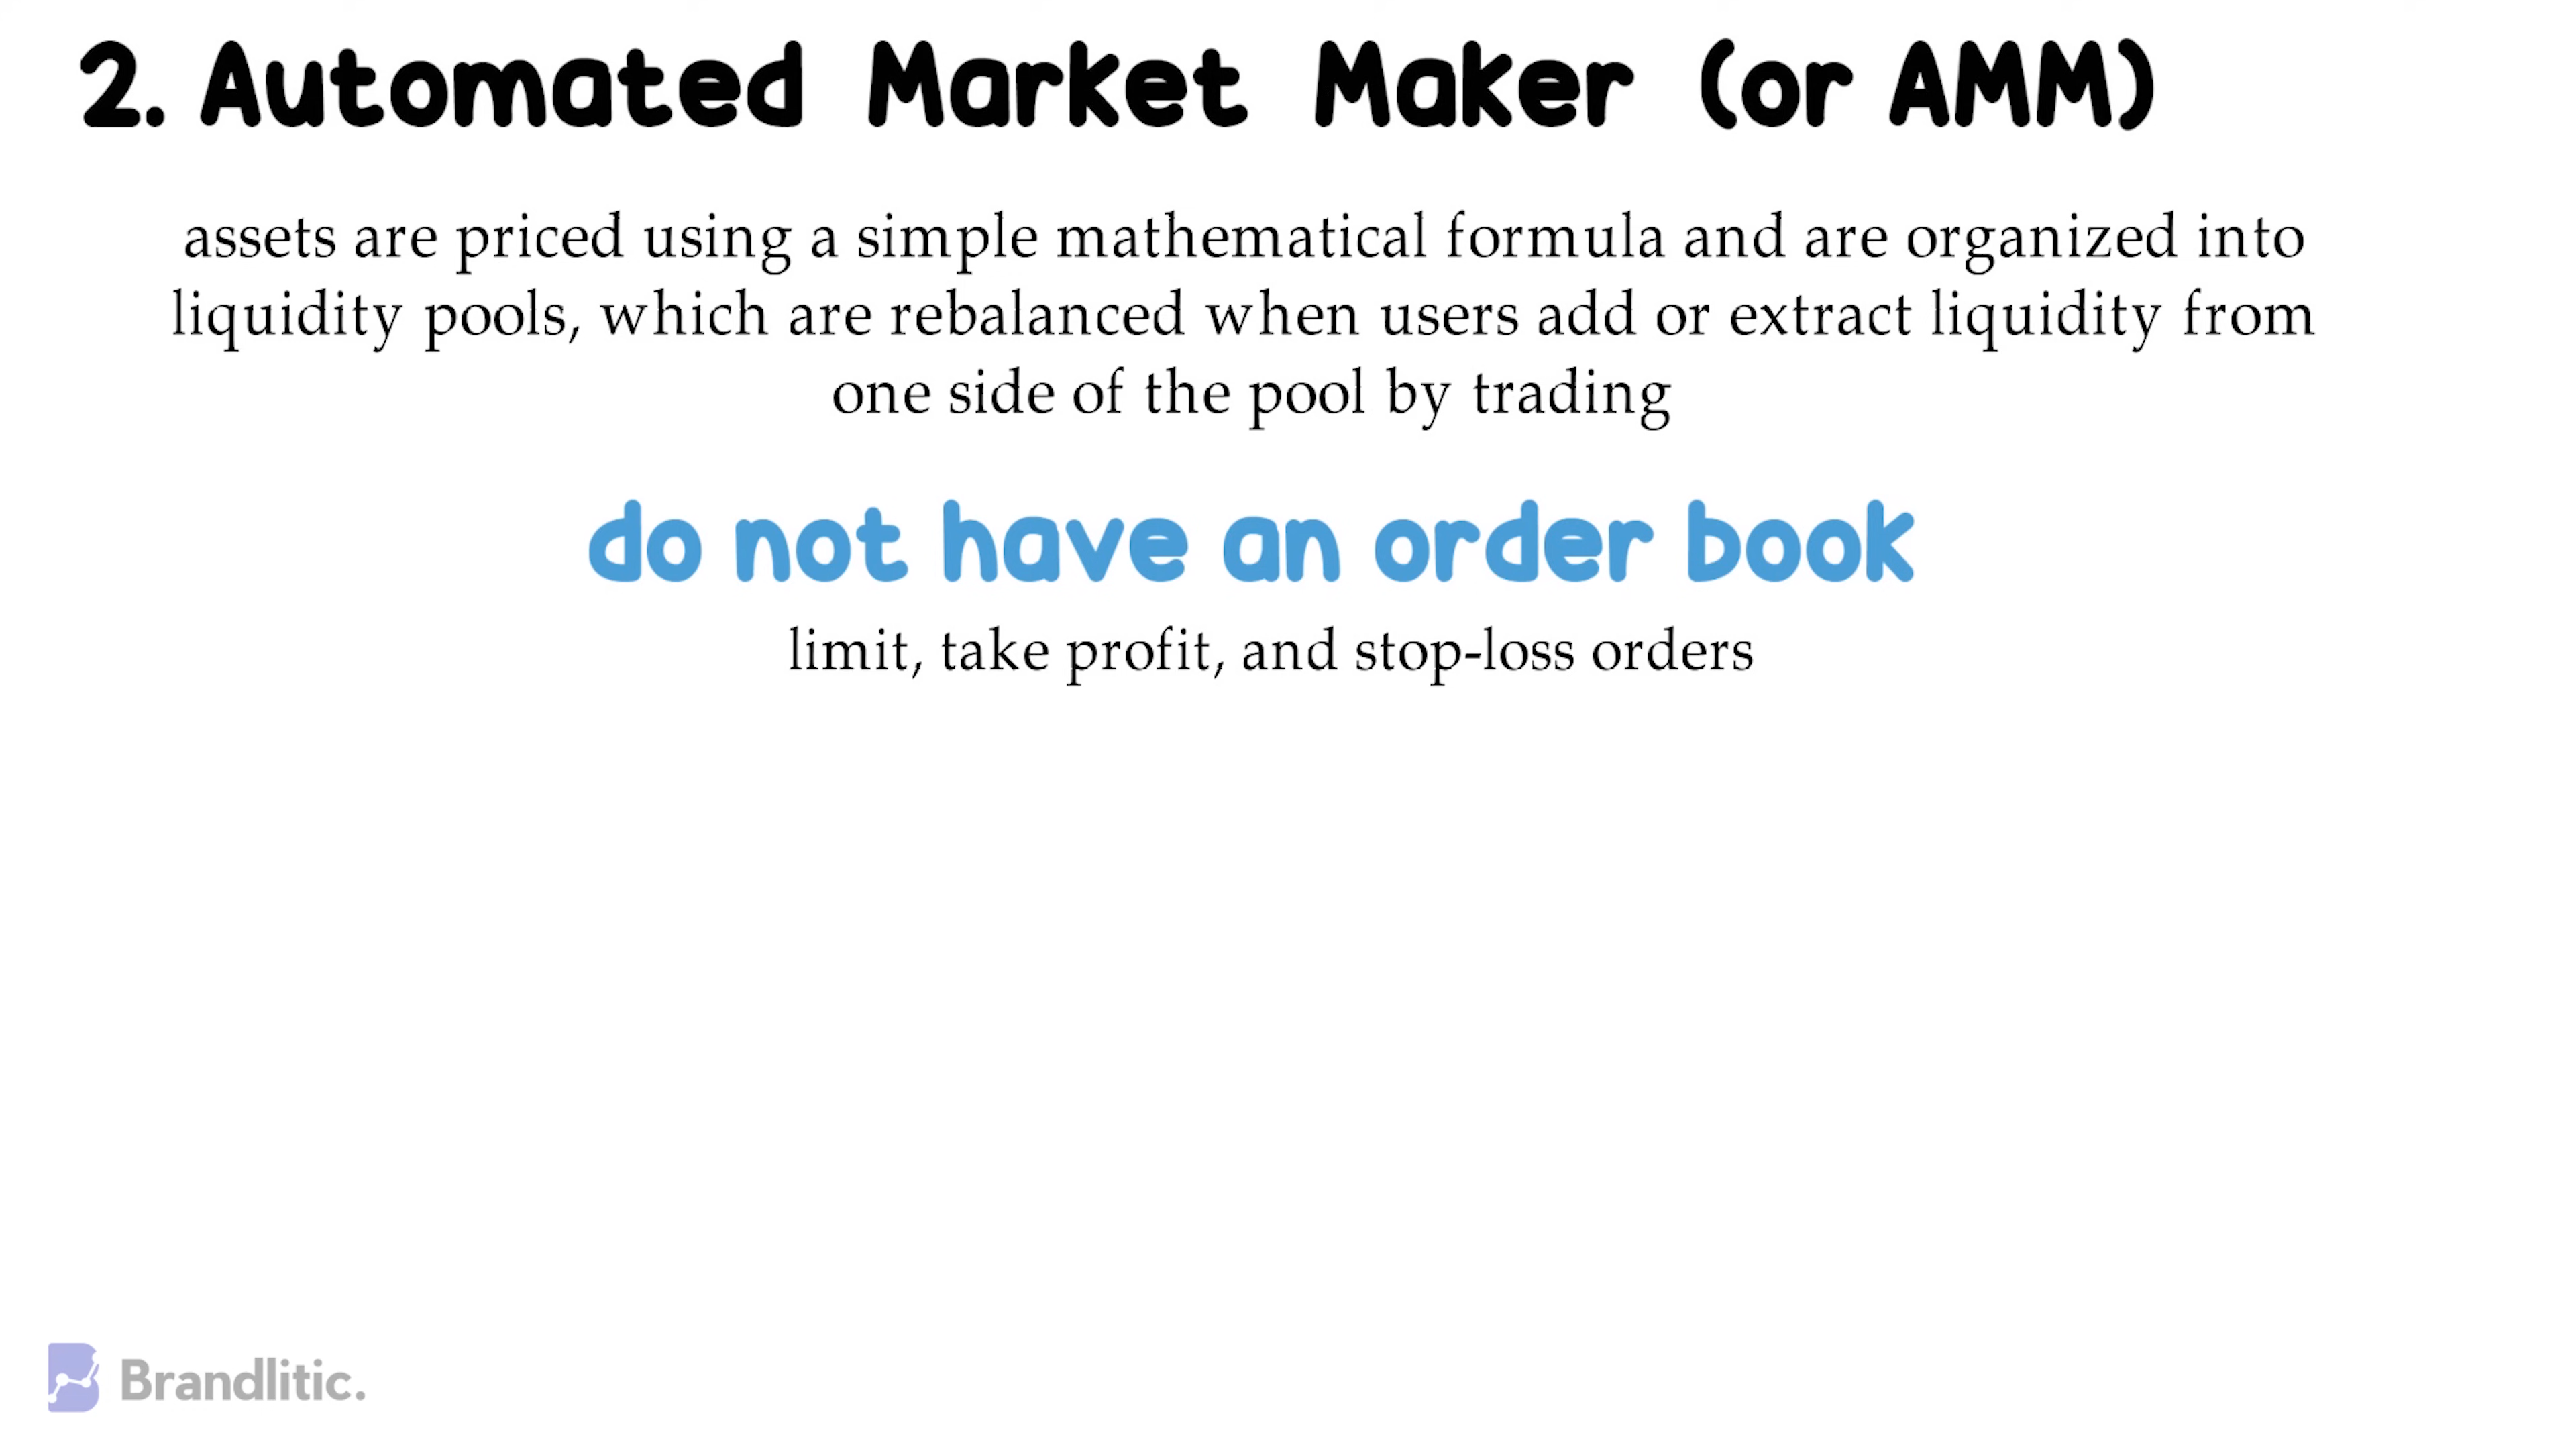 2. Automated Market Maker (or AMM)
assets are priced using a simple mathematical formula and are organized into
liquidity pools, which are rebalanced when users add or extract liquidity from
one side of the pool by trading
do not have an order book
limit, take profit, and stop-loss orders
Brandlitic.